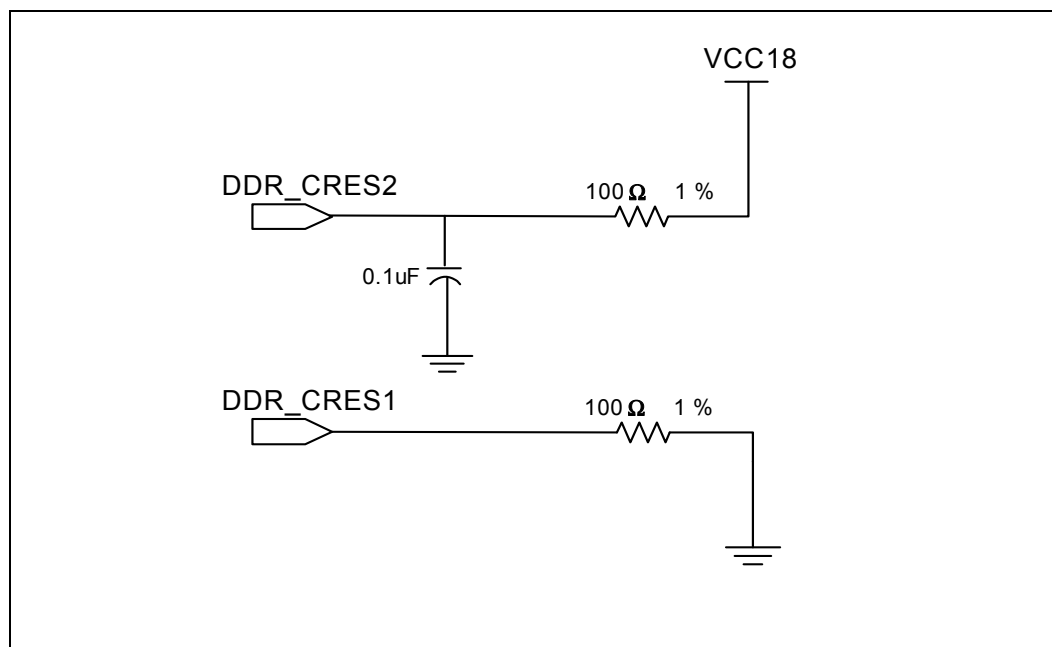 VCC18
DDR_CRES2
100Ω 1 %
0.1uF
DDR_CRES1
100Ω 1 %